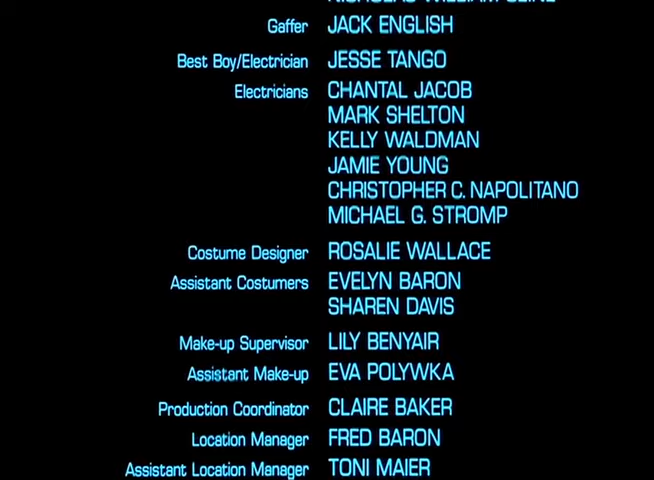 Gaffer JACK ENGLISH
Best Boy/Electrician JESSE TANGO
Electricians CHANTAL JACOB
MARK SHELTON
KELLY WALDMAN
JAMIE YOUNG
CHRISTOPHER C. NAPOLITANO
MICHAEL G. STROMP
Costume Designer ROSALIE WALLACE
Assistant Costumers EVELYN BARON
SHAREN DAVIS
Make-up Supervisor LILY BENYAIR
Assistant Make-up EVA POLYWKA
Production Coordinator CLAIRE BAKER
Location Manager FRED BARON
Assistant Location Manager TONI MAIER